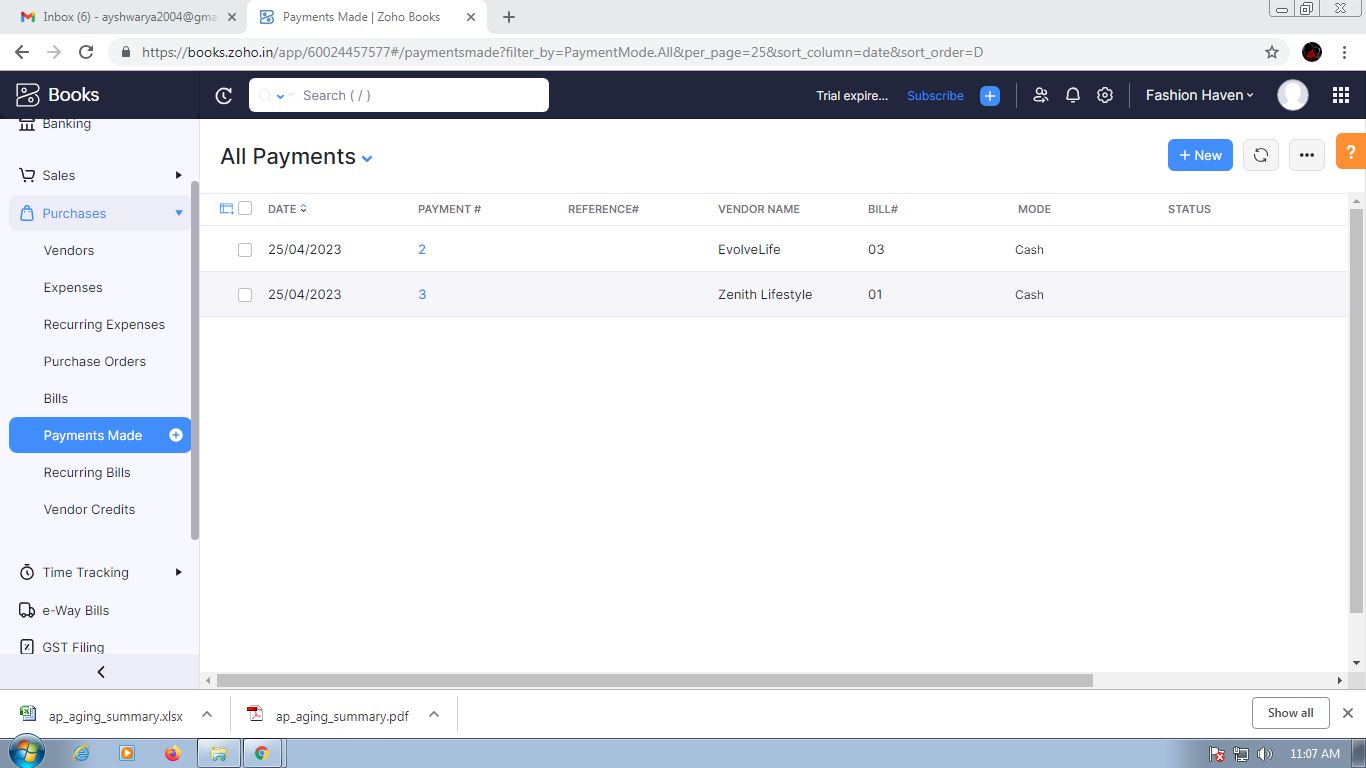 Inbox (6) - ayshwarya2004@gma
Payments Made | Zoho Books
https://books.zoho.in/app/60024457577#/paymentsmade?filter_by=PaymentMode.All&per_page=25&sort_column=date&sort_order=D
Books
Search ( / )
Trial expire...
Subscribe
Fashion Haven
Banking
Sales
Purchases
Vendors
Expenses
Recurring Expenses
Purchase Orders
Bills
Payments Made
Recurring Bills
Vendor Credits
Time Tracking
e-Way Bills
GST Filing
All Payments
+ New
?
DATE PAYMENT # REFERENCE# VENDOR NAME BILL# MODE STATUS
25/04/2023 2 EvolveLife 03 Cash
25/04/2023 3 Zenith Lifestyle 01 Cash
ap_aging_summary.xlsx
ap_aging_summary.pdf
Show all
11:07 AM